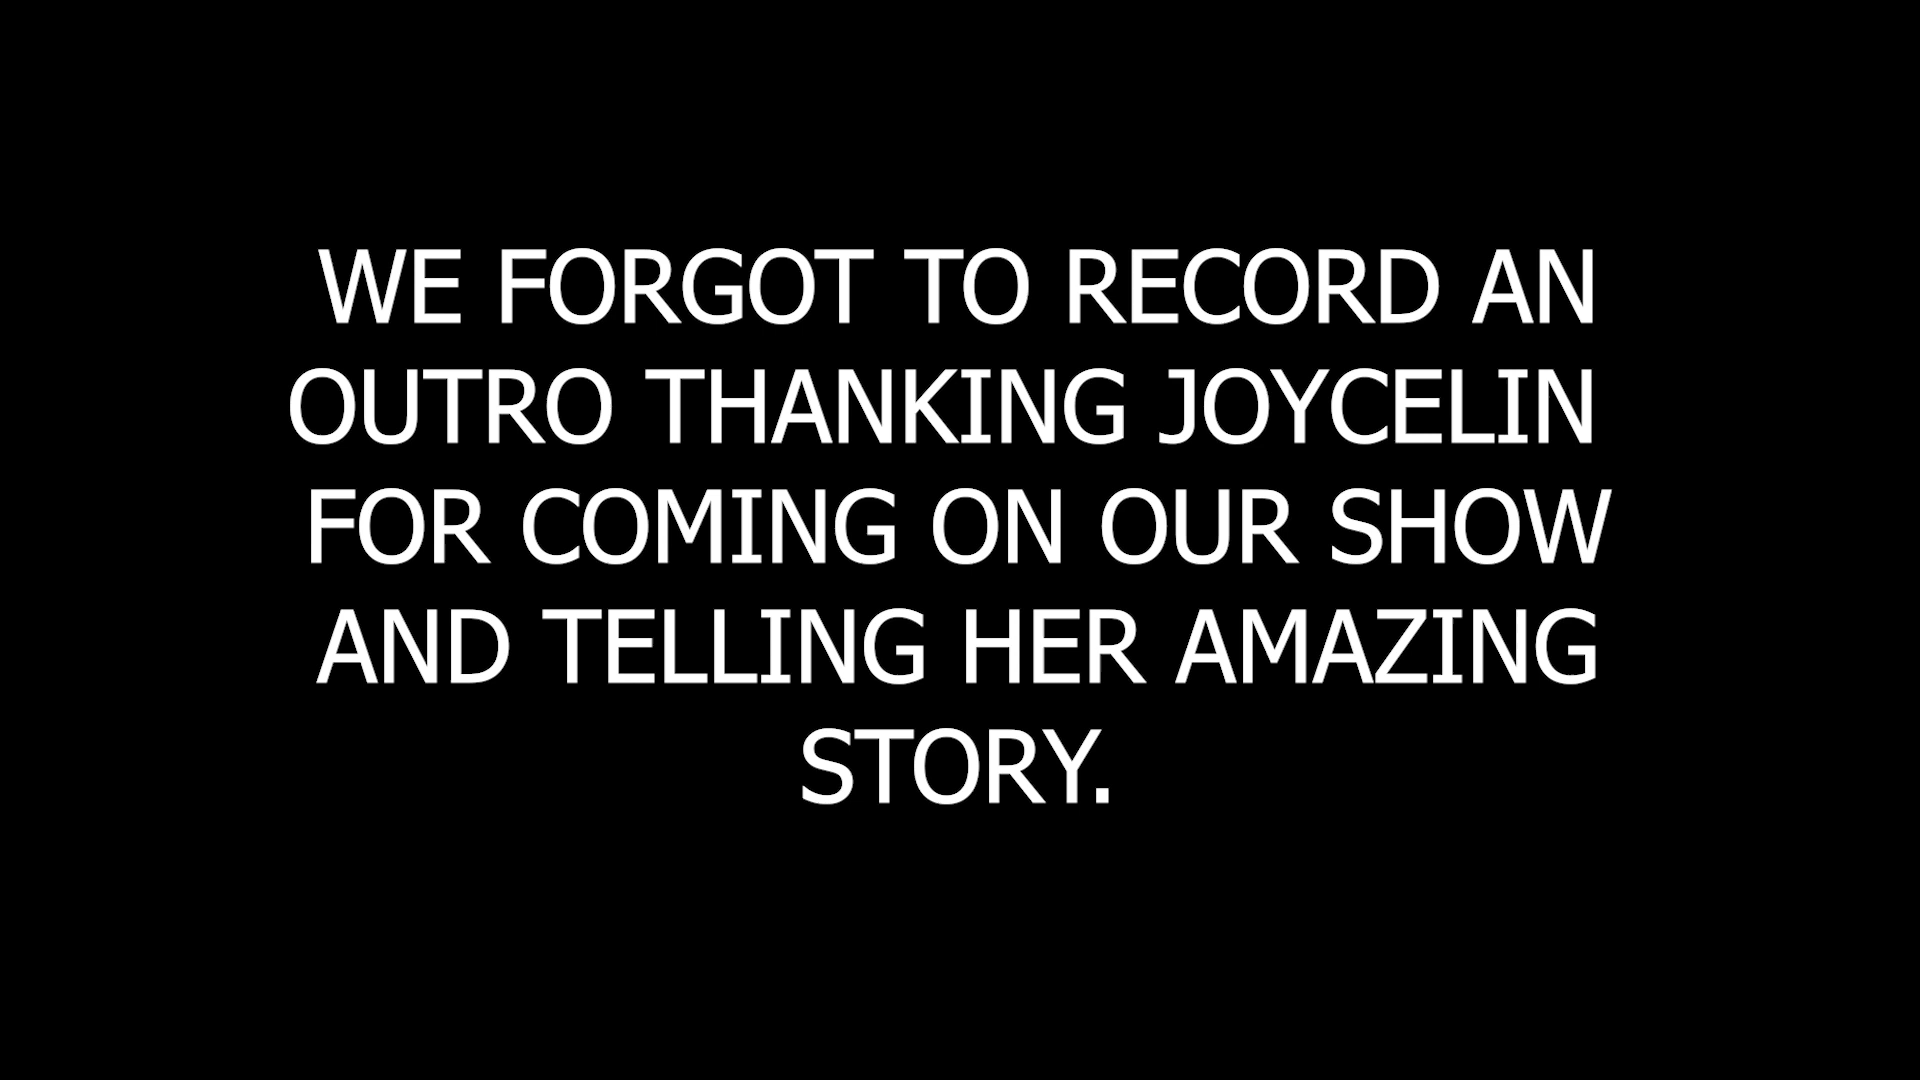 WE FORGOT TO RECORD AN
OUTRO THANKING JOYCELIN
FOR COMING ON OUR SHOW
AND TELLING HER AMAZING
STORY.